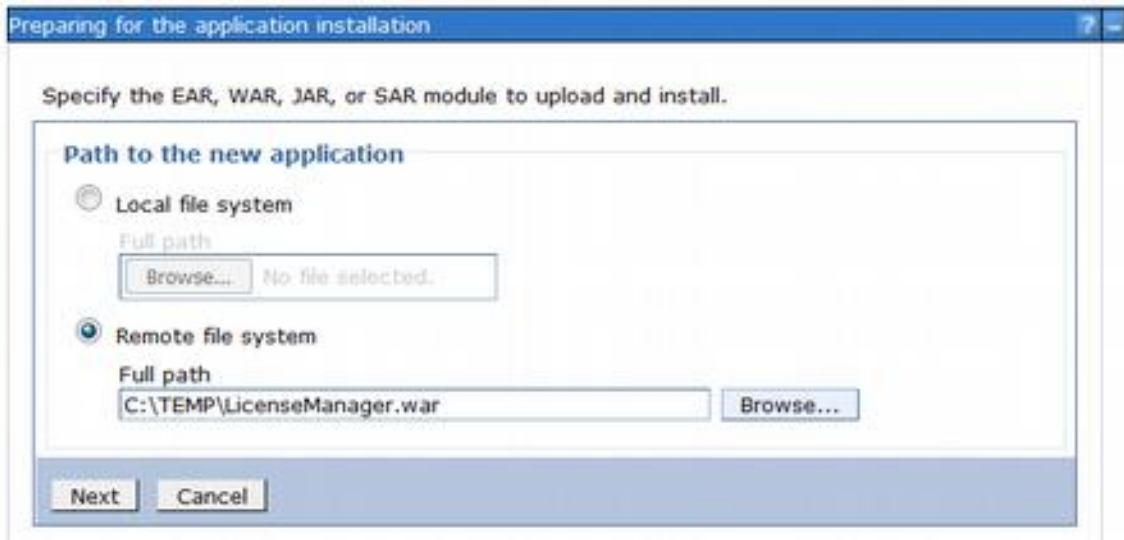 Preparing for the application installation ? –
Specify the EAR, WAR, JAR, or SAR module to upload and install.
Path to the new application
Local file system
Full path
Browse... No file selected.
Remote file system
Full path
C:\TEMP\LicenseManager.war Browse...
Next Cancel